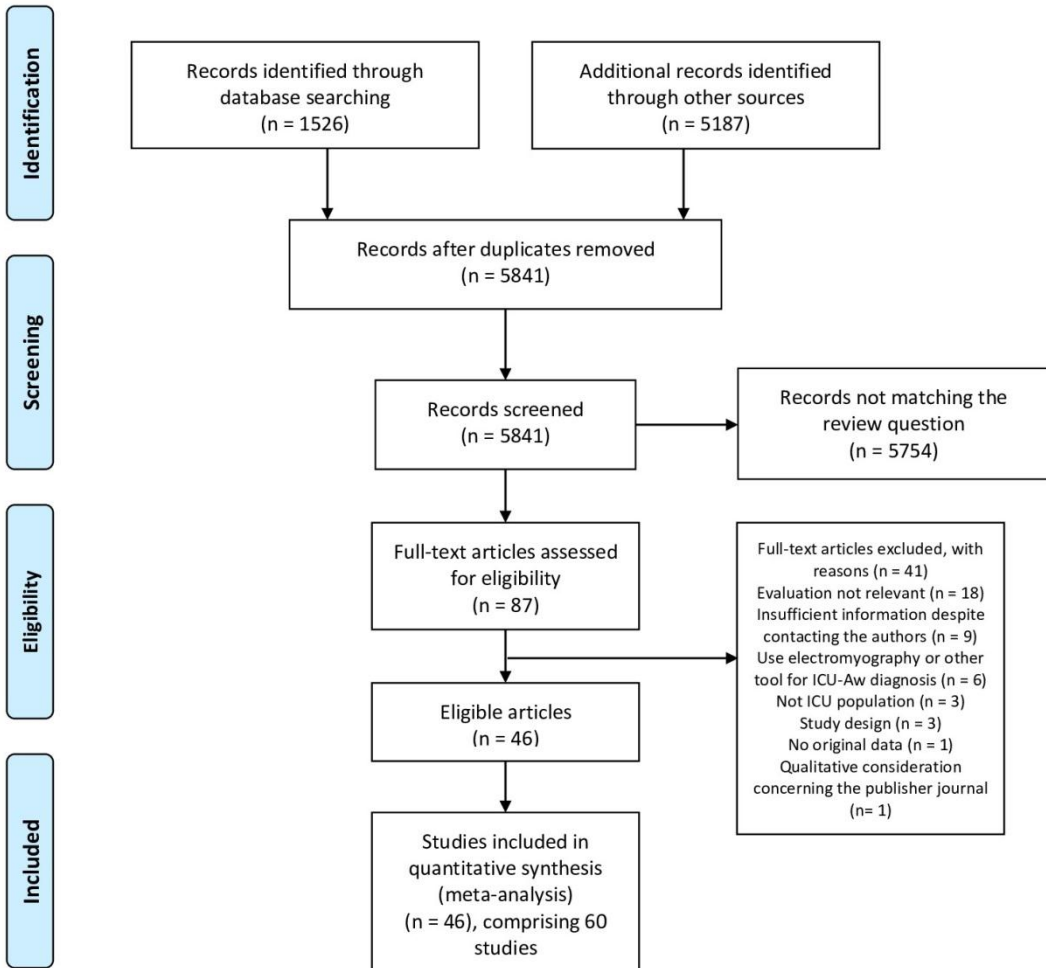 Identification
Records identified through
database searching
(n = 1526)
Additional records identified
through other sources
(n = 5187)
Records after duplicates removed
(n = 5841)
Screening
Records screened
(n = 5841)
Records not matching the
review question
(n = 5754)
Eligibility
Full-text articles assessed
for eligibility
(n = 87)
Full-text articles excluded, with
reasons (n = 41)
Evaluation not relevant (n = 18)
Insufficient information despite
contacting the authors (n = 9)
Use electromyography or other
tool for ICU-Aw diagnosis (n = 6)
Not ICU population (n = 3)
Study design (n = 3)
No original data (n = 1)
Qualitative consideration
concerning the publisher journal
(n= 1)
Eligible articles
(n = 46)
Included
Studies included in
quantitative synthesis
(meta-analysis)
(n = 46), comprising 60
studies